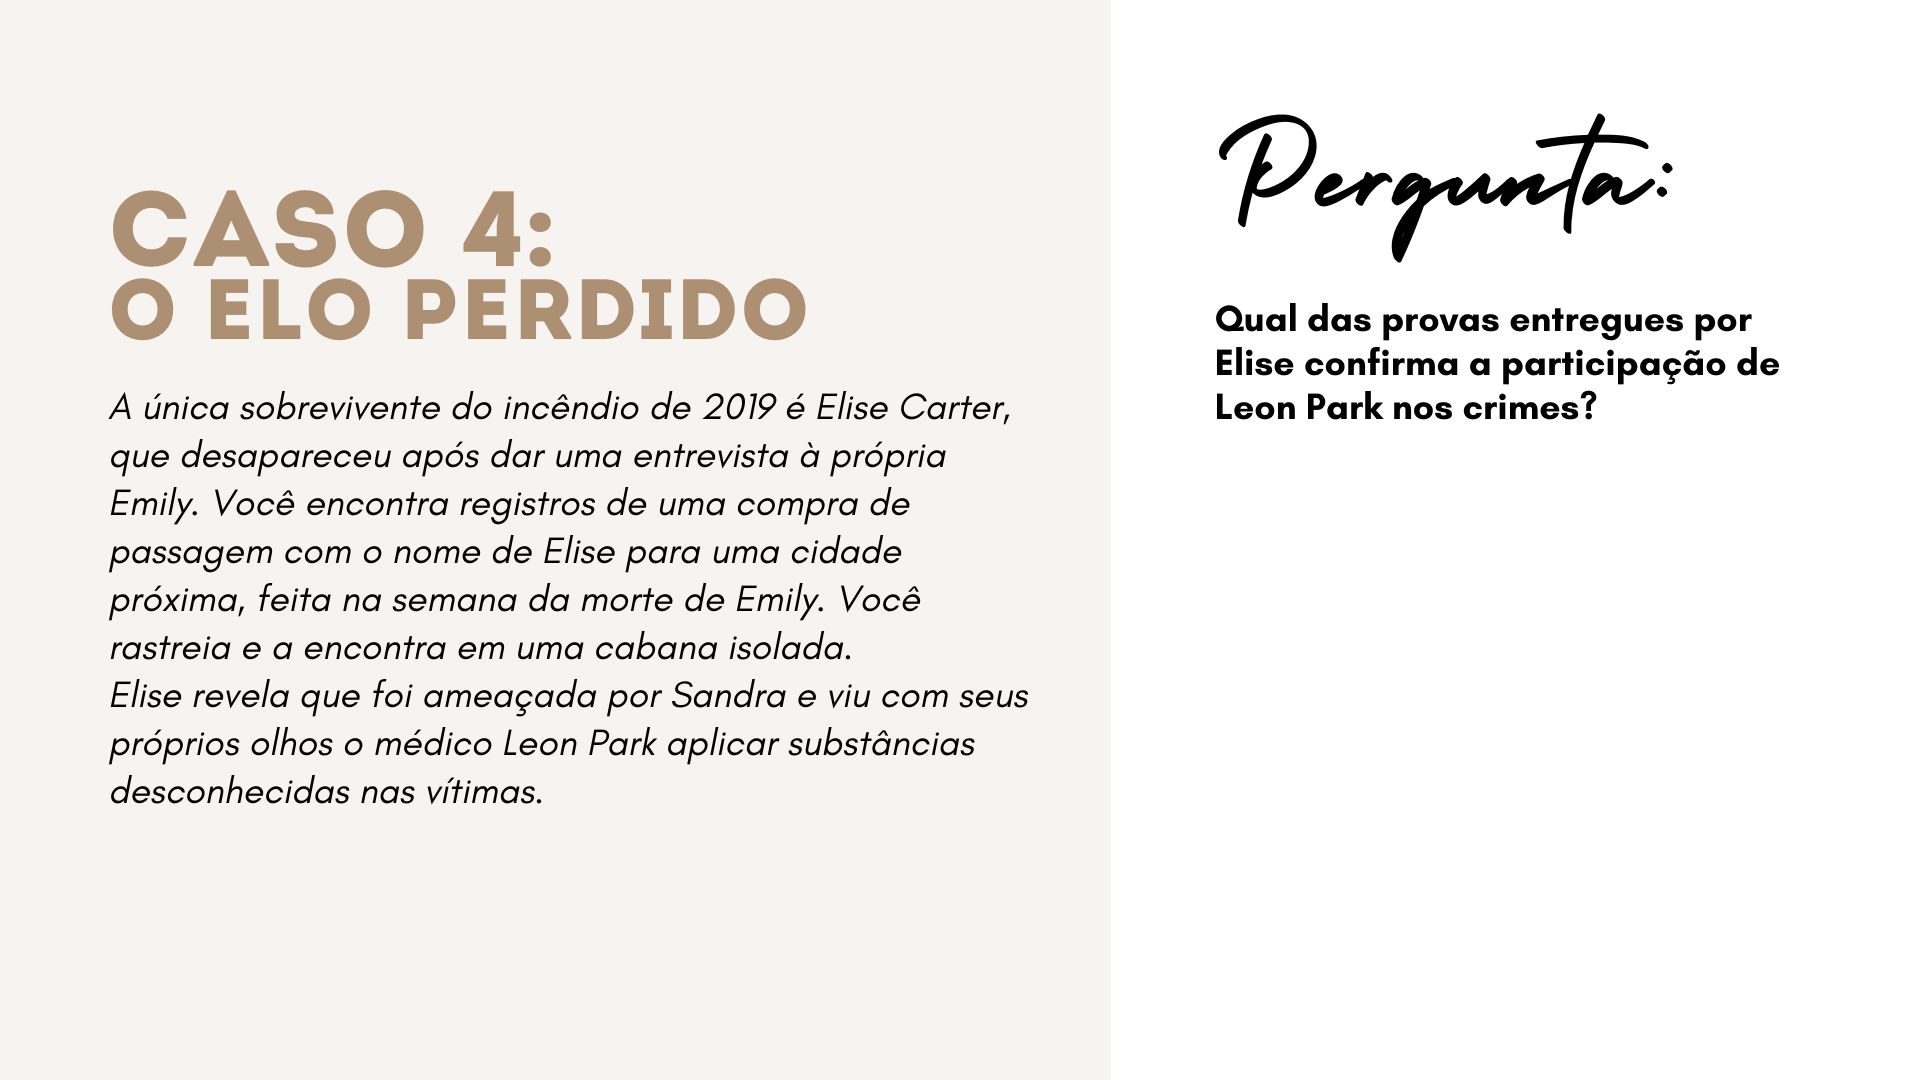 CASO 4:
O ELO PERDIDO
A única sobrevivente do incêndio de 2019 é Elise Carter,
que desapareceu após dar uma entrevista à própria
Emily. Você encontra registros de uma compra de
passagem com o nome de Elise para uma cidade
próxima, feita na semana da morte de Emily. Você
rastreia e a encontra em uma cabana isolada.
Elise revela que foi ameaçada por Sandra e viu com seus
próprios olhos o médico Leon Park aplicar substâncias
desconhecidas nas vítimas.
Pergunta:
Qual das provas entregues por
Elise confirma a participação de
Leon Park nos crimes?